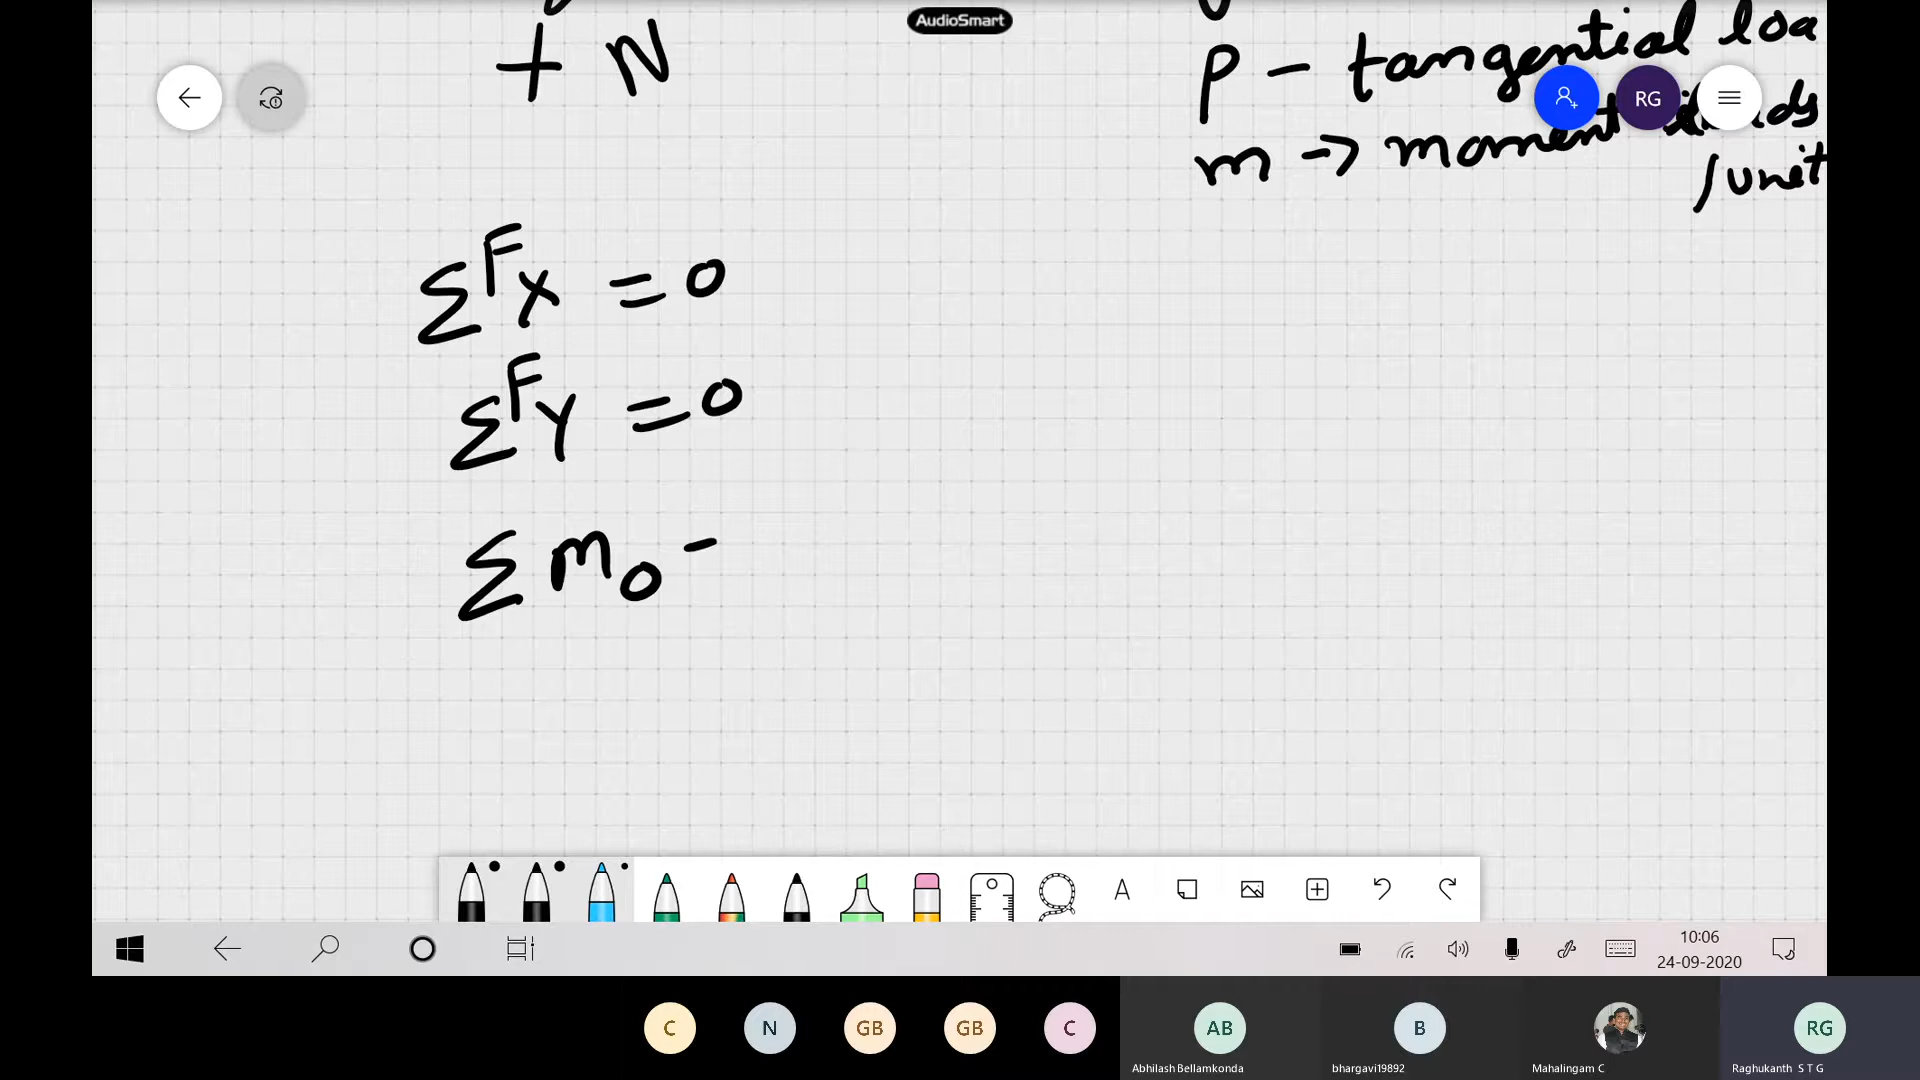 AudioSmart
+ N
p - tangential loa
m -> moment
/unit
RG
ΣFx = 0
ΣFy = 0
Σ mo -
A
10:06
24-09-2020
C N GB GB C AB B RG
Abhilash Bellamkonda bhargavi19892 Mahalingam C Raghukanth S T G